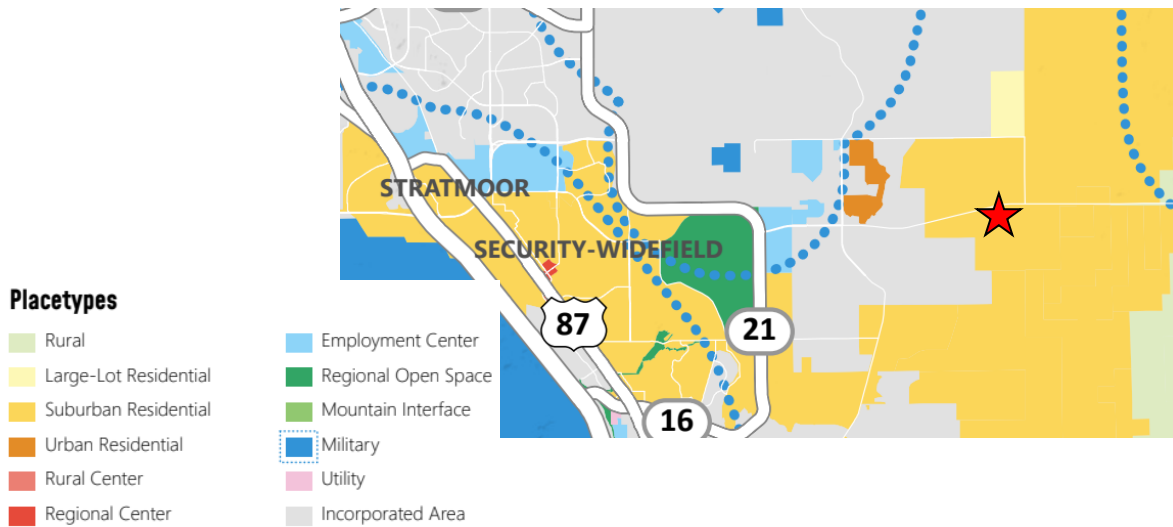 STRATMOOR
SECURITY-WIDEFIELD
87
21
16
Placetypes
Rural
Large-Lot Residential
Suburban Residential
Urban Residential
Rural Center
Regional Center
Employment Center
Regional Open Space
Mountain Interface
Military
Utility
Incorporated Area